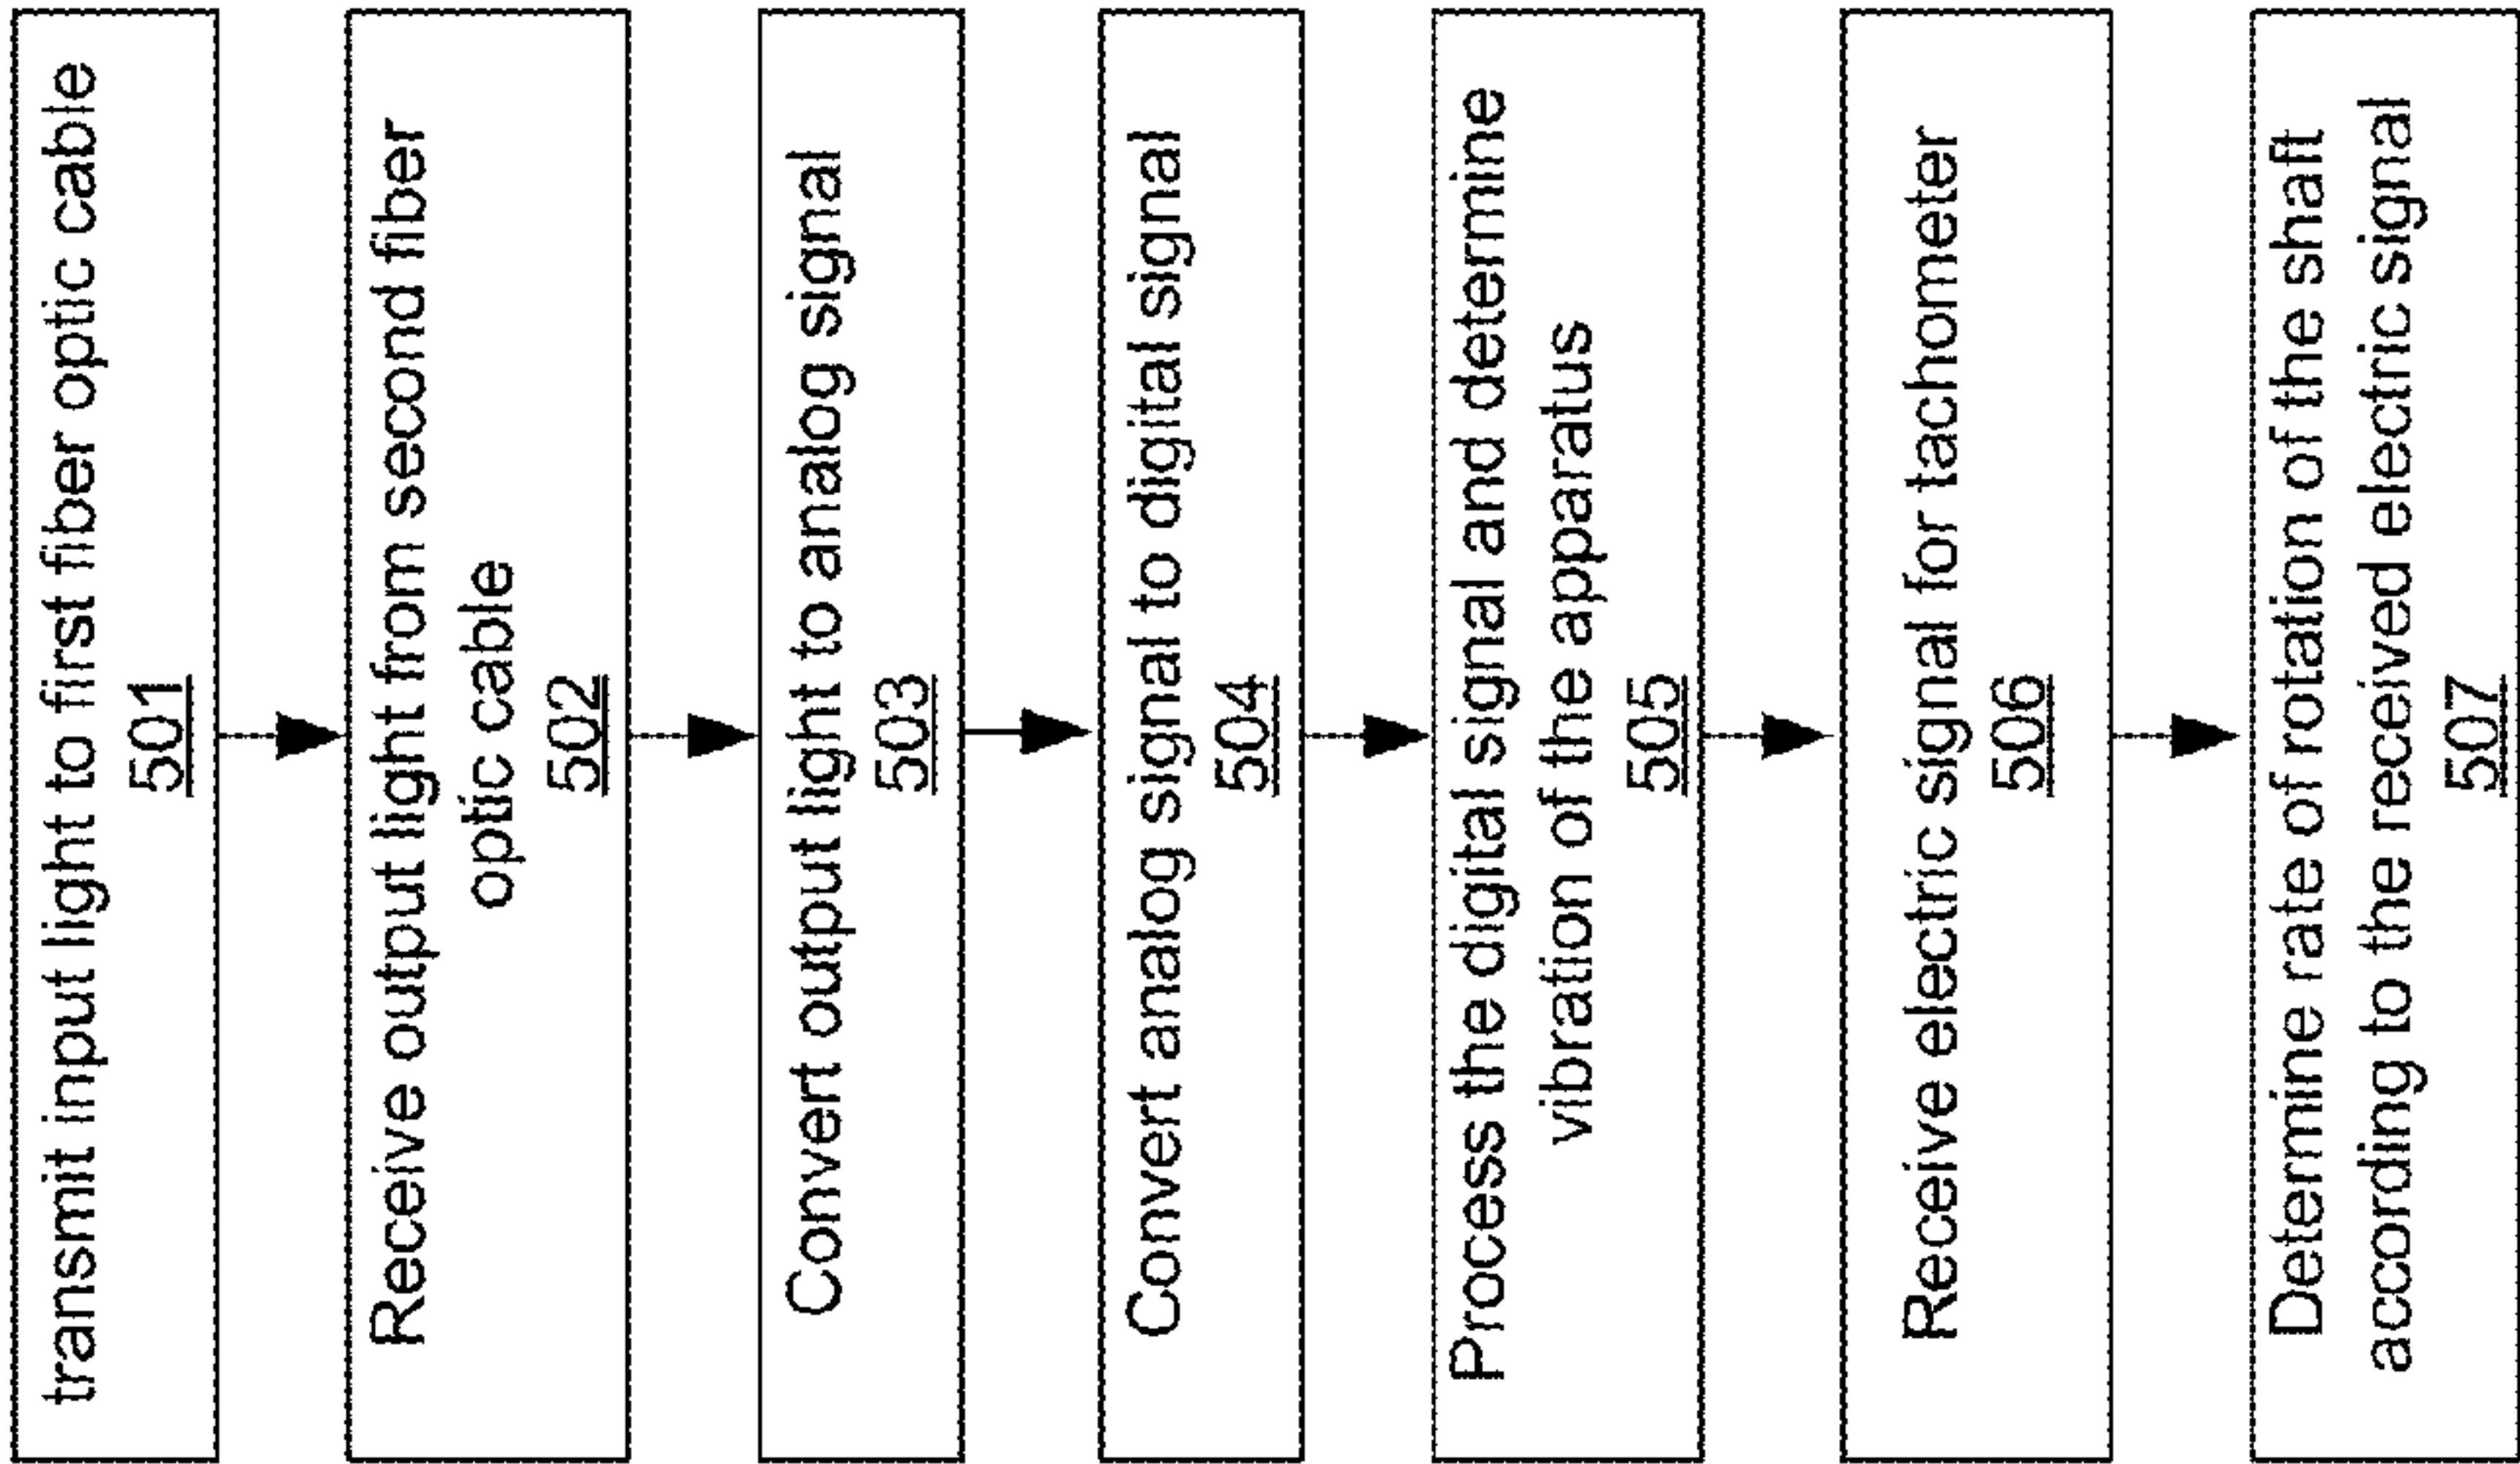 transmit input light to first fiber optic cable
501
Receive output light from second fiber
optic cable
502
Convert output light to analog signal
503
Convert analog signal to digital signal
504
Process the digital signal and determine
vibration of the apparatus
505
Receive electric signal for tachometer
506
Determine rate of rotation of the shaft
according to the received electric signal
507